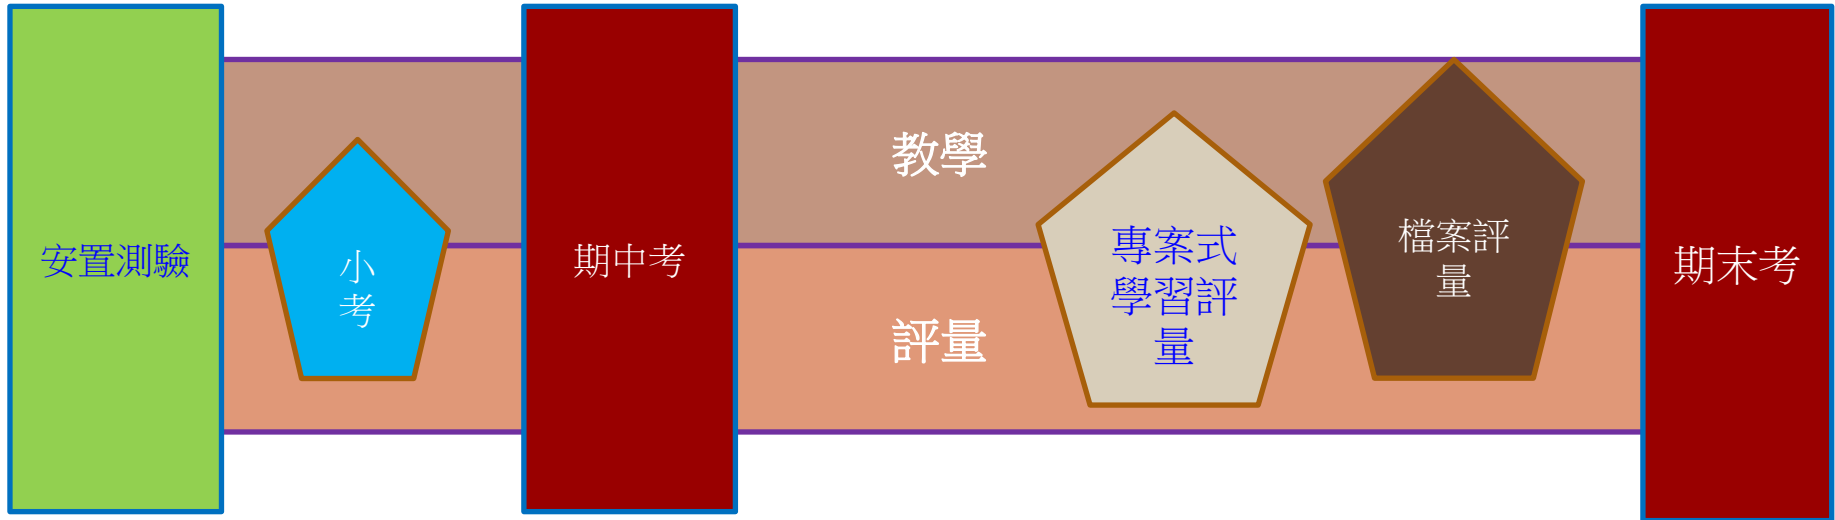 安置測驗
小
考
期中考
教學
評量
專案式
學習評
量
檔案評
量
期末考